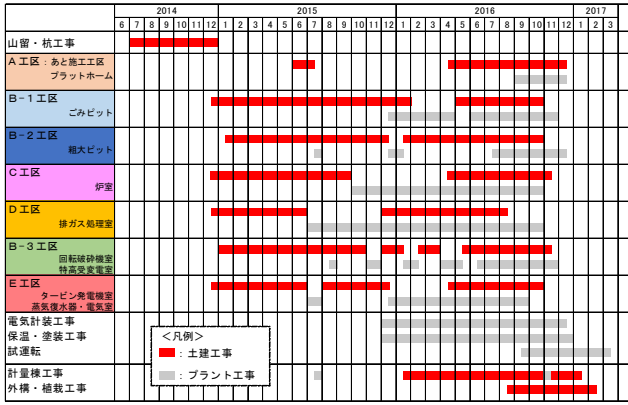 2014 2015 2016 2017
6 7 8 9 10 11 12 1 2 3 4 5 6 7 8 9 10 11 12 1 2 3 4 5 6 7 8 9 10 11 12 1 2 3
山留・杭工事
A工区：あと施工工区
プラットホーム
B-1工区
ごみピット
B-2工区
粗大ピット
C工区
炉室
D工区
排ガス処理室
B-3工区
回転破砕機室
特高受変電室
E工区
タービン発電機室
蒸気復水器・電気室
電気計装工事
保温・塗装工事
試運転
計量棟工事
外構・植栽工事
＜凡例＞
：土建工事
：プラント工事